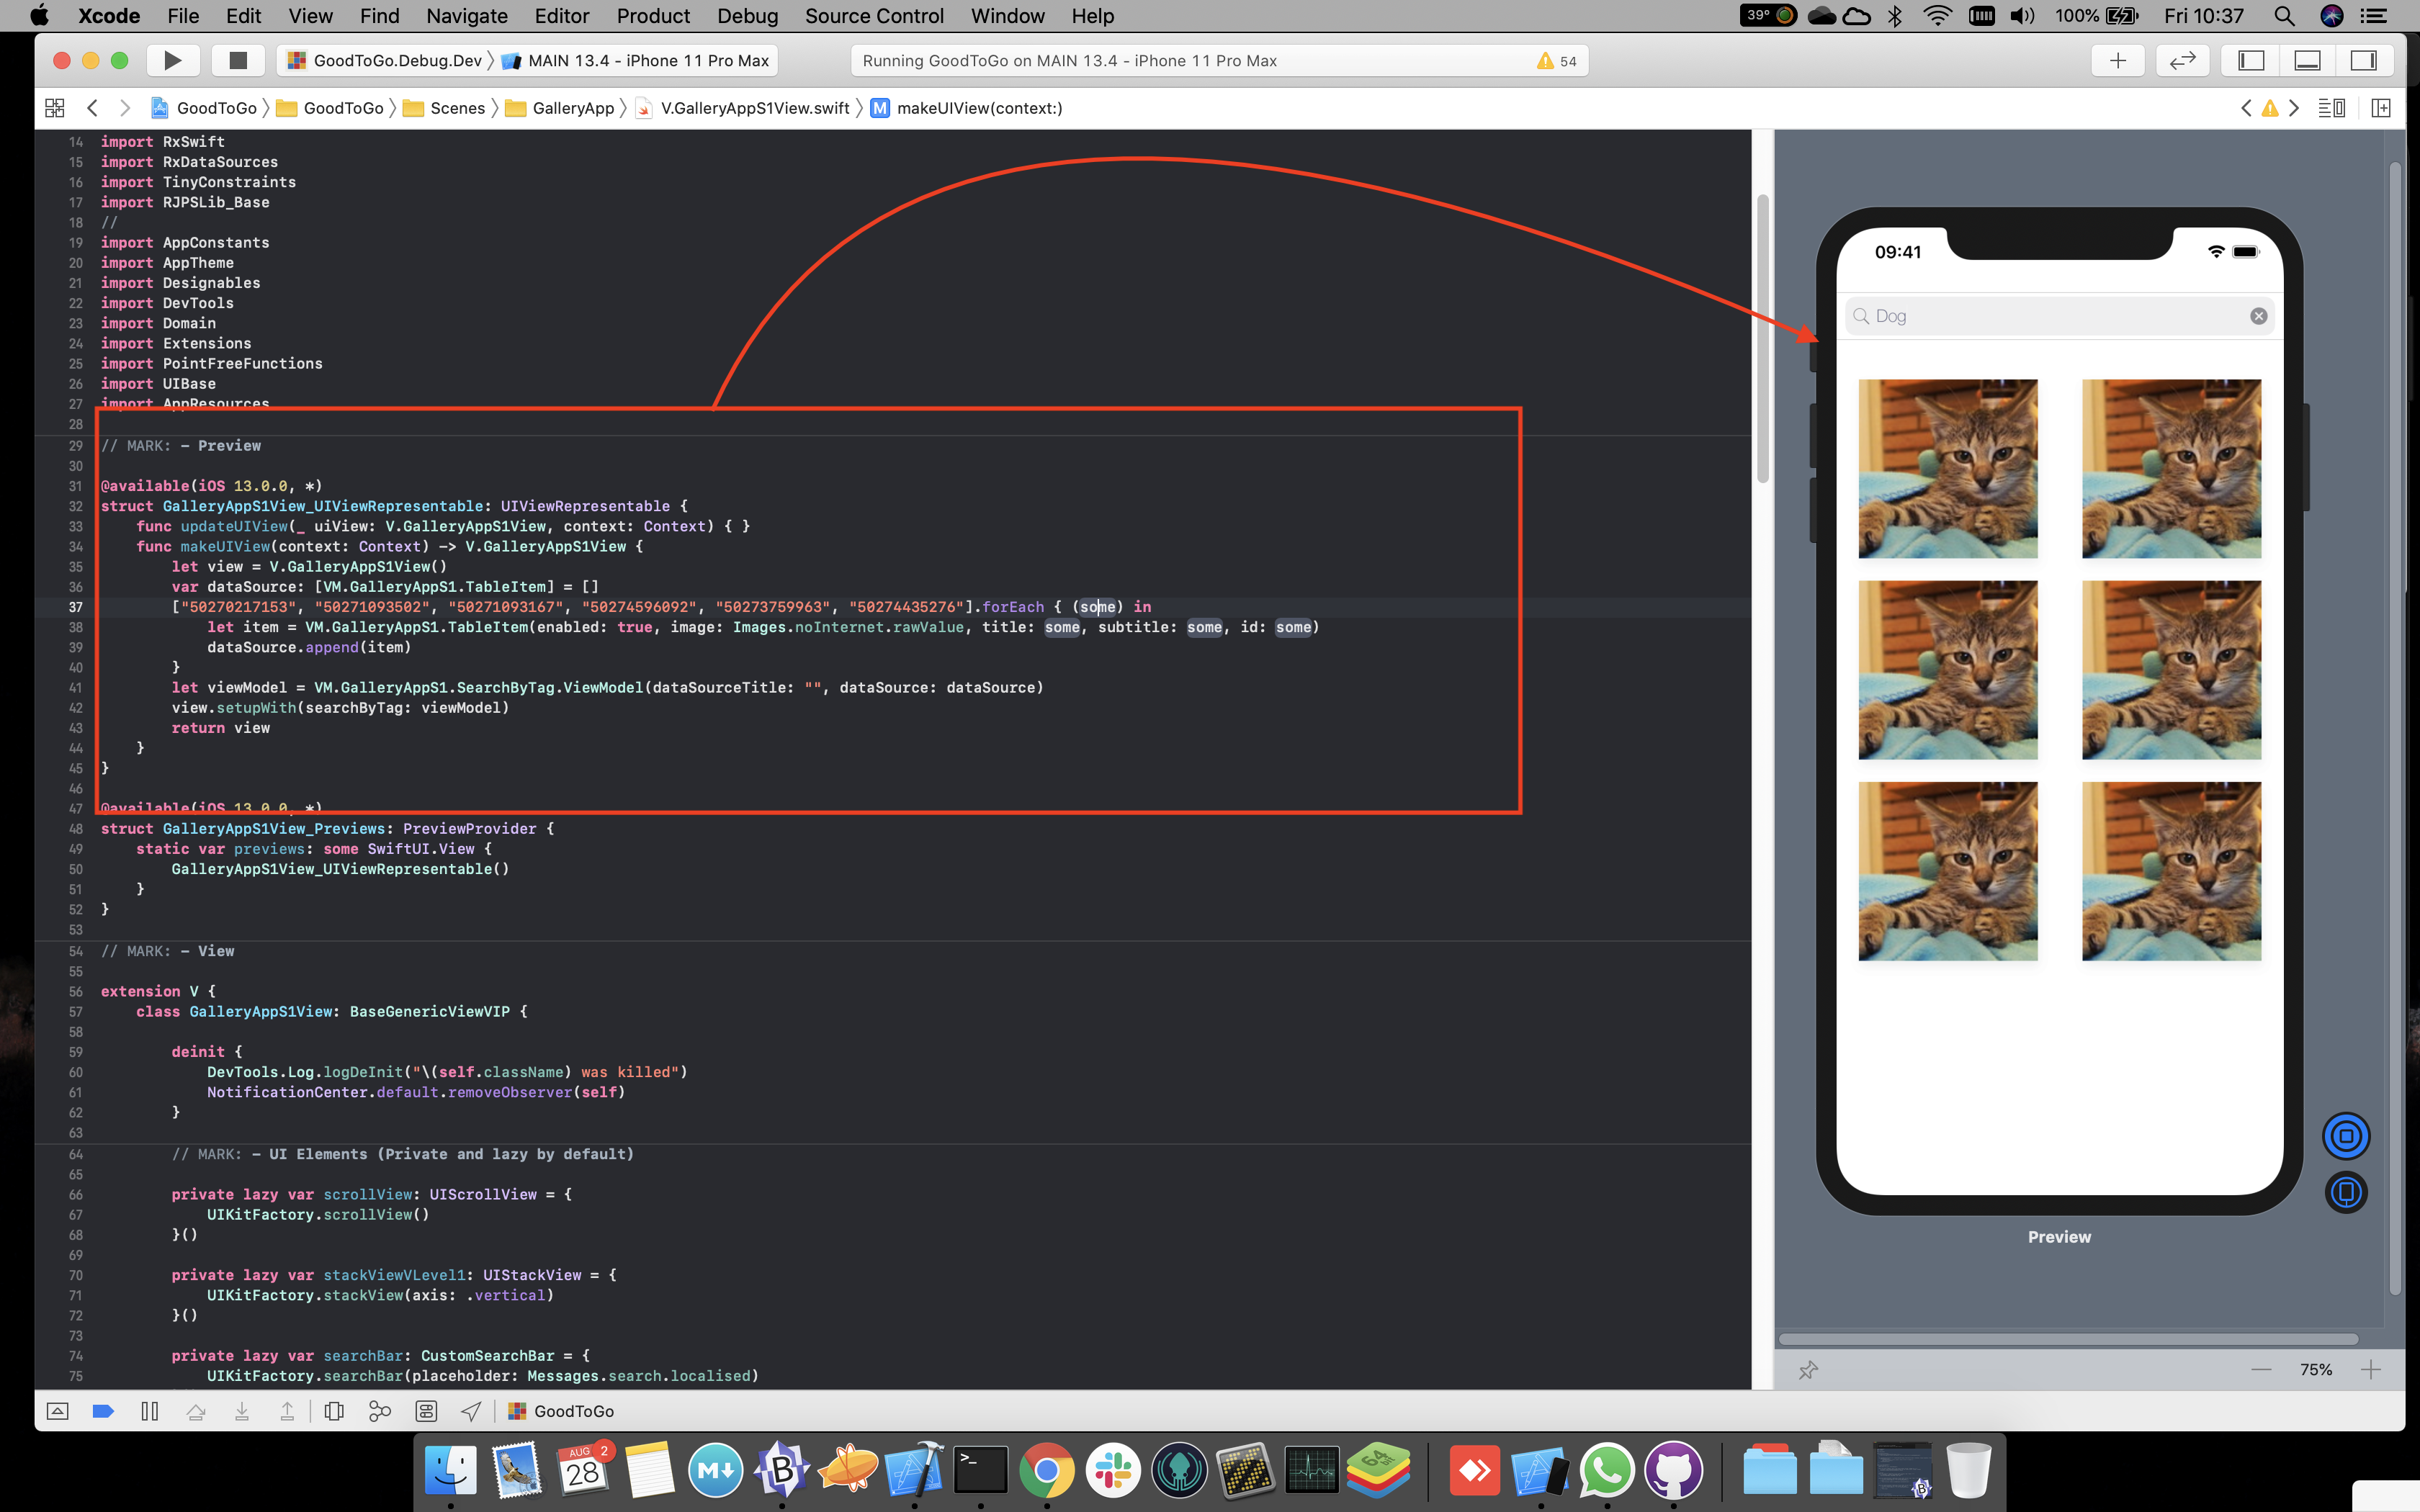 Xcode File Edit View Find Navigate Editor Product Debug Source Control Window Help 39° 100% Fri 10:37
GoodToGo.Debug.Dev MAIN 13.4 - iPhone 11 Pro Max Running GoodToGo on MAIN 13.4 - iPhone 11 Pro Max 54
GoodToGo GoodToGo Scenes GalleryApp V.GalleryAppS1View.swift M makeUIView(context:)
14 import RxSwift
15 import RxDataSources
16 import TinyConstraints
17 import RJPSLib_Base
18 //
19 import AppConstants
20 import AppTheme
21 import Designables
22 import DevTools
23 import Domain
24 import Extensions
25 import PointFreeFunctions
26 import UIBase
27 import AppResources
28
29 // MARK: - Preview
30
31 @available(iOS 13.0.0, *)
32 struct GalleryAppS1View_UIViewRepresentable: UIViewRepresentable {
33 func updateUIView(_ uiView: V.GalleryAppS1View, context: Context) { }
34 func makeUIView(context: Context) -> V.GalleryAppS1View {
35 let view = V.GalleryAppS1View()
36 var dataSource: [VM.GalleryAppS1.TableItem] = []
37 ["50270217153", "50271093502", "50271093167", "50274596092", "50273759963", "50274435276"].forEach { (some) in
38 let item = VM.GalleryAppS1.TableItem(enabled: true, image: Images.noInternet.rawValue, title: some, subtitle: some, id: some)
39 dataSource.append(item)
40 }
41 let viewModel = VM.GalleryAppS1.SearchByTag.ViewModel(dataSourceTitle: "", dataSource: dataSource)
42 view.setupWith(searchByTag: viewModel)
43 return view
44 }
45 }
46
47 @available(iOS 13.0.0, *)
48 struct GalleryAppS1View_Previews: PreviewProvider {
49 static var previews: some SwiftUI.View {
50 GalleryAppS1View_UIViewRepresentable()
51 }
52 }
53
54 // MARK: - View
55
56 extension V {
57 class GalleryAppS1View: BaseGenericViewVIP {
58
59 deinit {
60 DevTools.Log.logDeInit("\(self.className) was killed")
61 NotificationCenter.default.removeObserver(self)
62 }
63
64 // MARK: - UI Elements (Private and lazy by default)
65
66 private lazy var scrollView: UIScrollView = {
67 UIKitFactory.scrollView()
68 }()
69
70 private lazy var stackViewVLevel1: UIStackView = {
71 UIKitFactory.stackView(axis: .vertical)
72 }()
73
74 private lazy var searchBar: CustomSearchBar = {
75 UIKitFactory.searchBar(placeholder: Messages.search.localised)
09:41
Dog
Preview
75%
GoodToGo
AUG 2
28
M
B
>_
64 bit
B